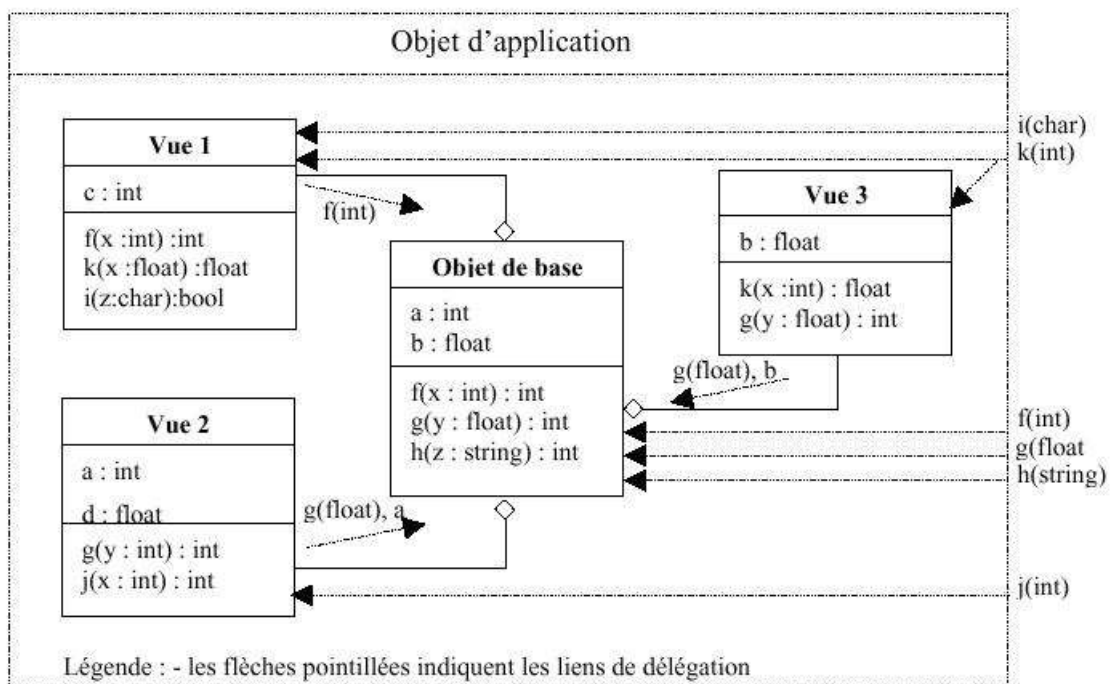 Objet d'application
i(char)
k(int)
Vue 1
c : int
f(x :int) :int
k(x :float) :float
i(z:char):bool
f(int)
Vue 3
b : float
k(x :int) : float
g(y : float) : int
Objet de base
a : int
b : float
f(x : int) : int
g(y : float) : int
h(z : string) : int
g(float), b
f(int)
g(float
h(string)
Vue 2
a : int
d : float
g(y : int) : int
j(x : int) : int
g(float), a
j(int)
Légende : - les flèches pointillées indiquent les liens de délégation